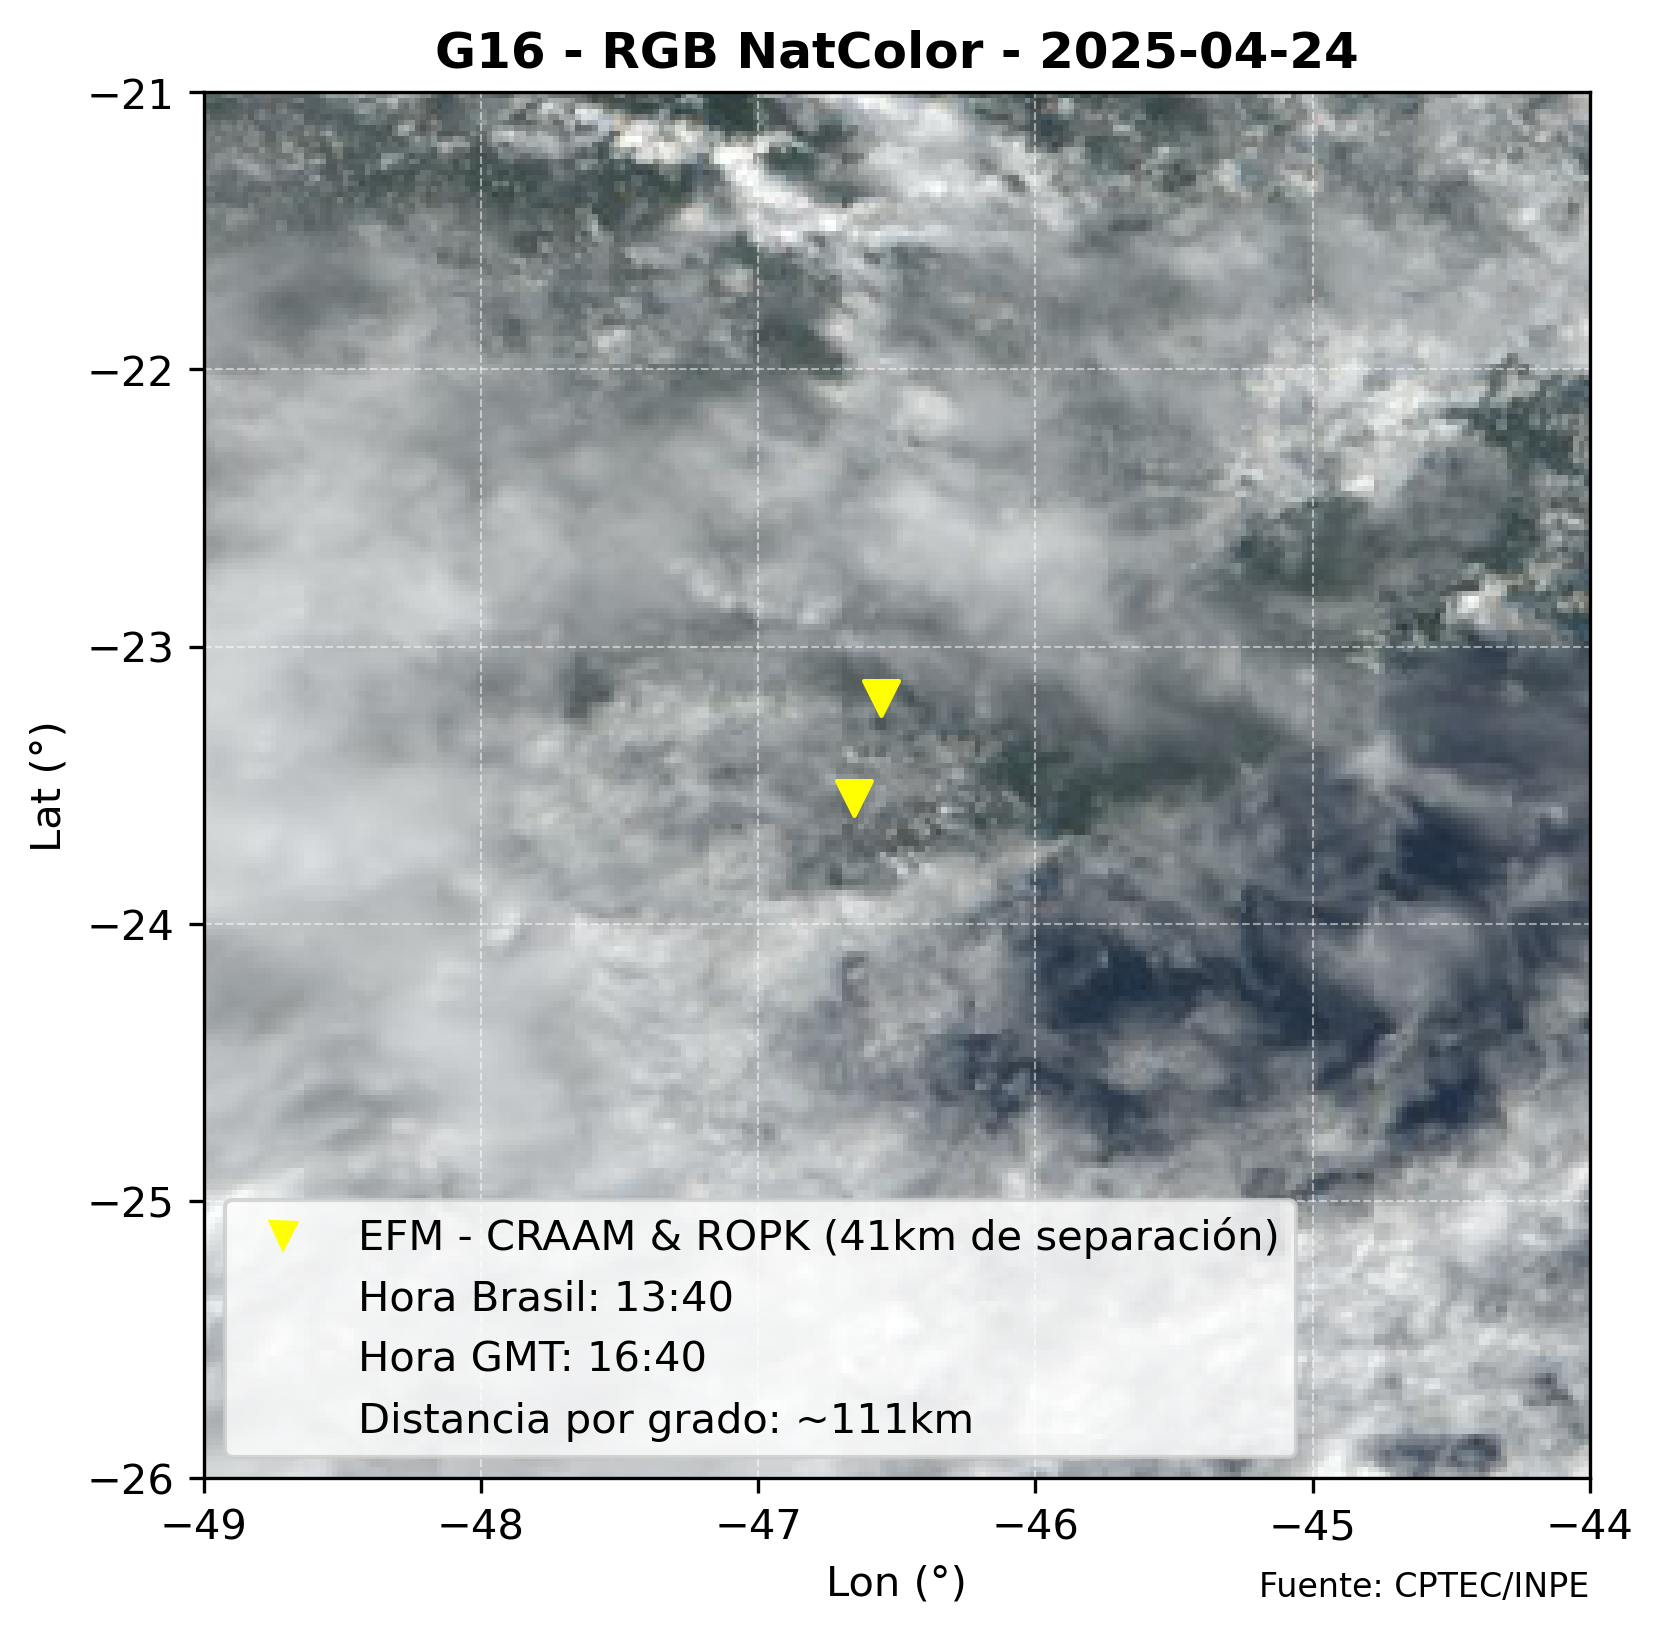 G16 - RGB NatColor - 2025-04-24
−21
−22
−23
−24
−25
−26
Lat (°)
EFM - CRAAM & ROPK (41km de separación)
Hora Brasil: 13:40
Hora GMT: 16:40
Distancia por grado: ~111km
−49 −48 −47 −46 −45 −44
Lon (°)
Fuente: CPTEC/INPE